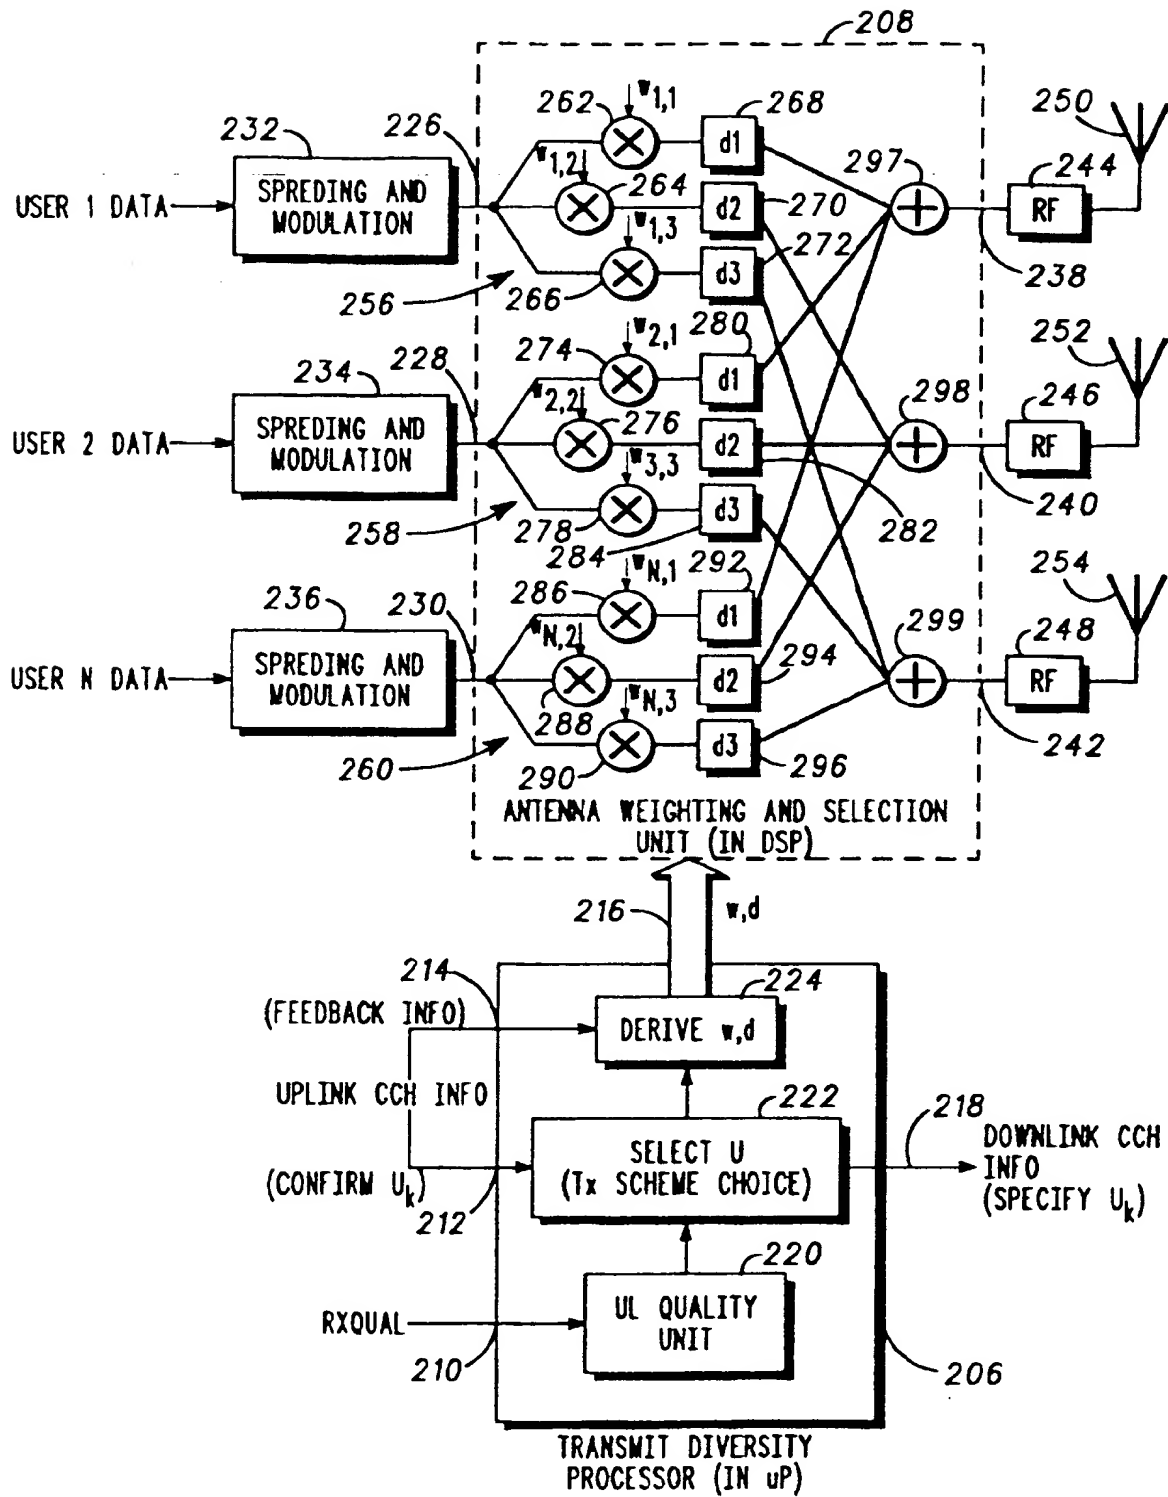 208
250
262
w1,1
268
232
226
d1
297
244
w1,2
264
SPREDING AND
MODULATION
USER 1 DATA
d2
270
RF
w1,3
272
238
256
266
d3
w2,1
280
252
228
274
234
d1
298
246
w2,2
276
SPREDING AND
MODULATION
USER 2 DATA
d2
RF
w3,3
282
240
258
278
284
d3
292
254
wN,1
286
236
230
d1
299
248
wN,2
294
SPREDING AND
MODULATION
USER N DATA
d2
RF
288
wN,3
242
260
290
d3
296
ANTENNA WEIGHTING AND SELECTION
UNIT (IN DSP)
216
w,d
214
224
(FEEDBACK INFO)
DERIVE w,d
UPLINK CCH INFO
222
218
DOWNLINK CCH
INFO
(SPECIFY Uk)
SELECT U
(Tx SCHEME CHOICE)
(CONFIRM Uk)
212
220
UL QUALITY
UNIT
RXQUAL
210
206
TRANSMIT DIVERSITY
PROCESSOR (IN uP)